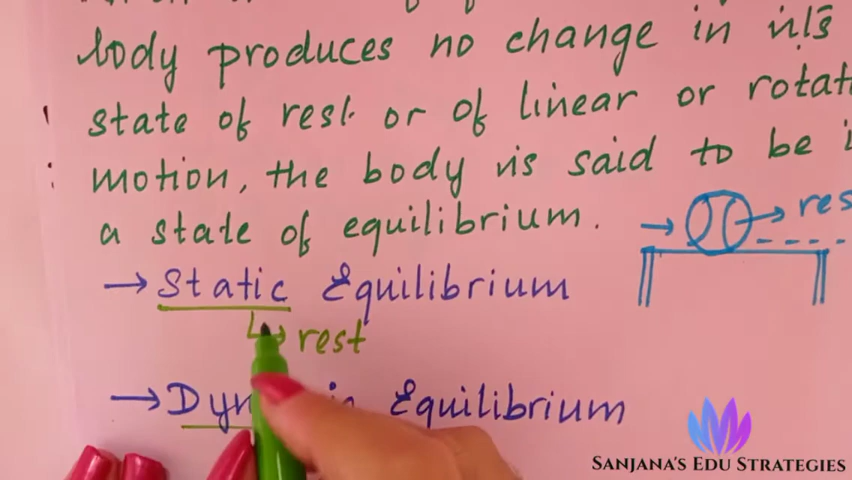 body produces no change in its
state of rest or of linear or rotat
motion, the body is said to be i
a state of equilibrium.
→ res
→ Static Equilibrium
↳ rest
→ Dyn Equilibrium
SANJANA'S EDU STRATEGIES